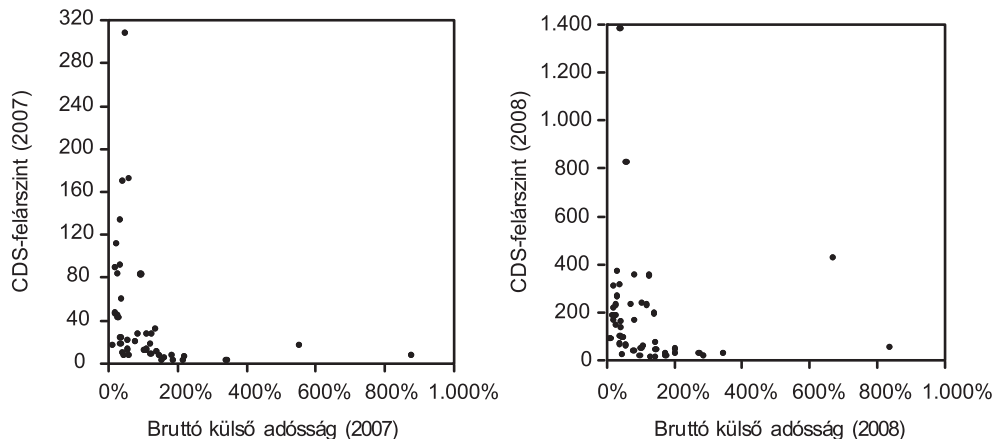 320
280
240
200
160
120
80
40
0
CDS-felárszint (2007)
0% 200% 400% 600% 800% 1.000%
Bruttó külső adósság (2007)
1.400
1.200
1.000
800
600
400
200
0
CDS-felárszint (2008)
0% 200% 400% 600% 800% 1.000%
Bruttó külső adósság (2008)